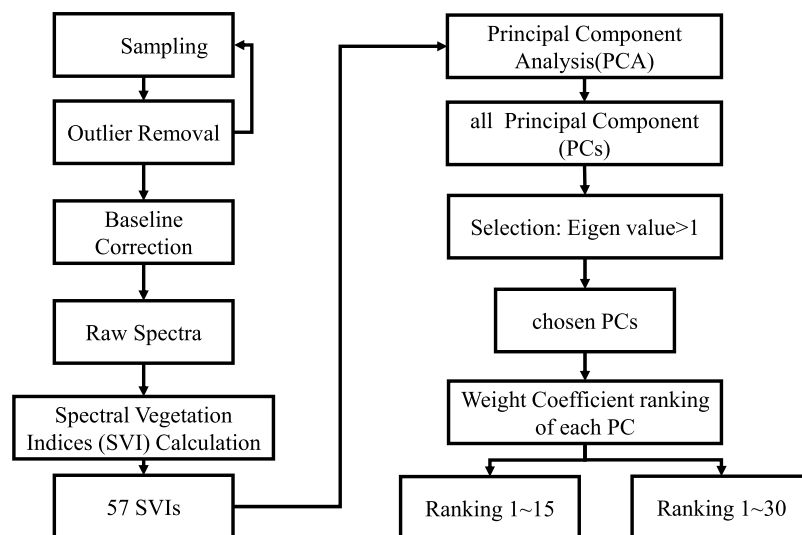 Sampling
Outlier Removal
Baseline
Correction
Raw Spectra
Spectral Vegetation
Indices (SVI) Calculation
57 SVIs
Principal Component
Analysis(PCA)
all Principal Component
(PCs)
Selection: Eigen value>1
chosen PCs
Weight Coefficient ranking
of each PC
Ranking 1~15
Ranking 1~30